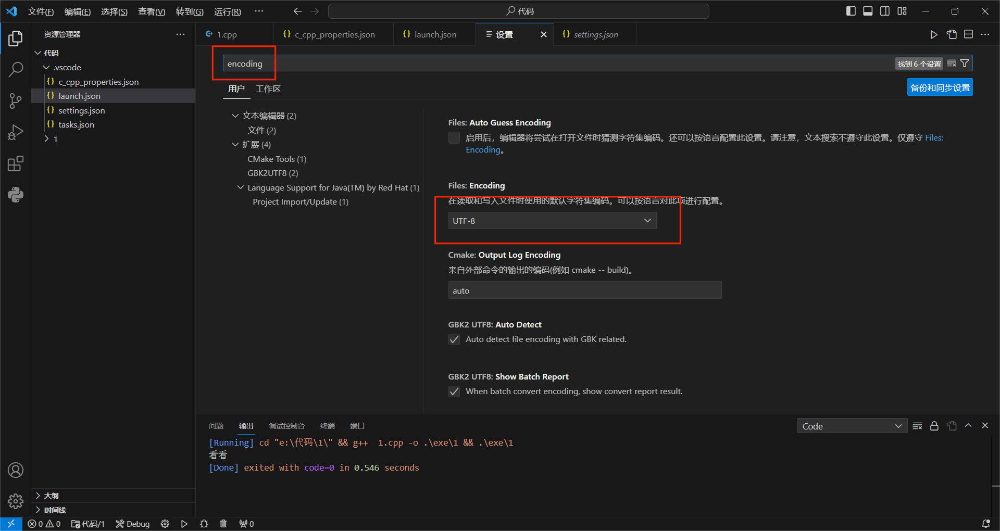 文件(F) 编辑(E) 选择(S) 查看(V) 转到(G) 运行(R) ··· 代码
资源管理器 ···
代码
.vscode
{} c_cpp_properties.json
{} launch.json
{} settings.json
{} tasks.json
1
大纲
时间线
1.cpp {} c_cpp_properties.json {} launch.json 设置 {} settings.json
encoding 找到 6 个设置
用户 工作区 备份和同步设置
文本编辑器 (2)
文件 (2)
扩展 (4)
CMake Tools (1)
GBK2UTF8 (2)
Language Support for Java(TM) by Red Hat (1)
Project Import/Update (1)
Files: Auto Guess Encoding
启用后，编辑器将尝试在打开文件时猜测字符集编码。还可以按语言配置此设置。请注意，文本搜索不遵守此设置。仅遵守 Files:
Encoding。
Files: Encoding
在读取和写入文件时使用的默认字符集编码。可以按语言对此项进行配置。
UTF-8
Cmake: Output Log Encoding
来自外部命令的输出的编码(例如 cmake -- build)。
auto
GBK2 UTF8: Auto Detect
Auto detect file encoding with GBK related.
GBK2 UTF8: Show Batch Report
When batch convert encoding, show convert report result.
问题 输出 调试控制台 终端 端口 Code
[Running] cd "e:\代码\1\" && g++  1.cpp -o .\exe\1 && .\exe\1
看看
[Done] exited with code=0 in 0.546 seconds
0 0 代码/1 Debug 0